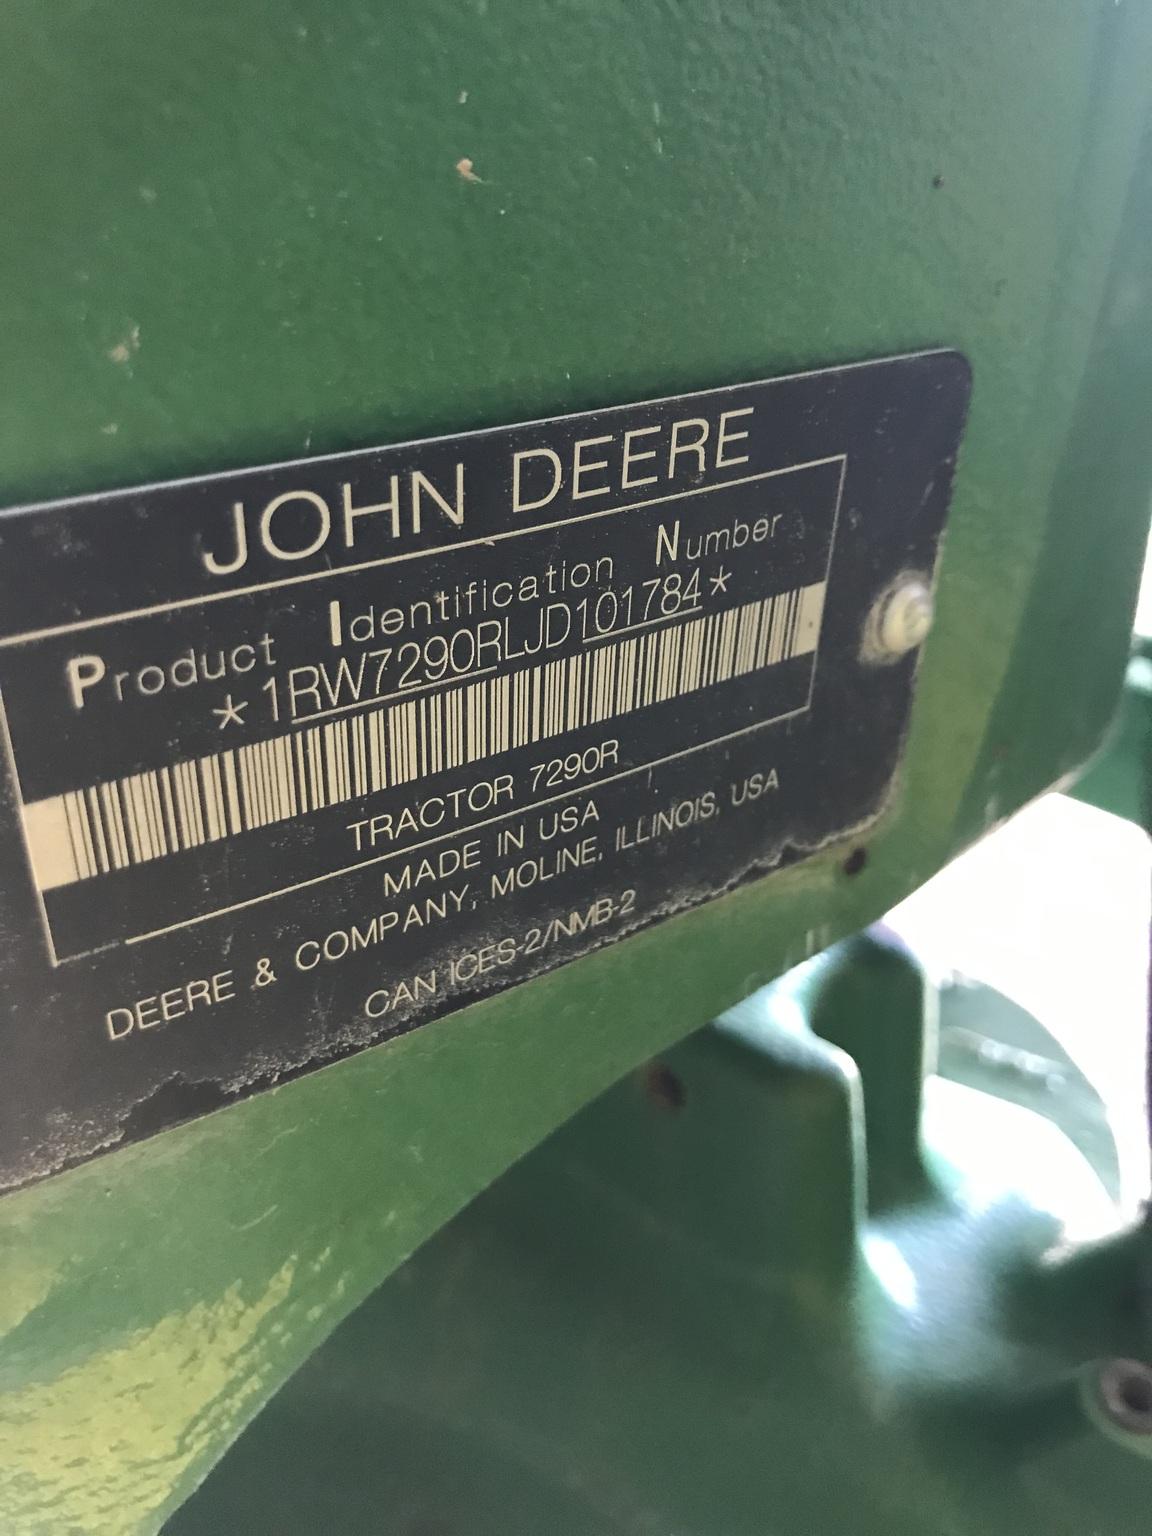 JOHN DEERE
Product Identification Number
*1RW7290RLJD101784*
TRACTOR 7290R
MADE IN USA
DEERE & COMPANY, MOLINE, ILLINOIS, USA
CAN ICES-2/NMB-2